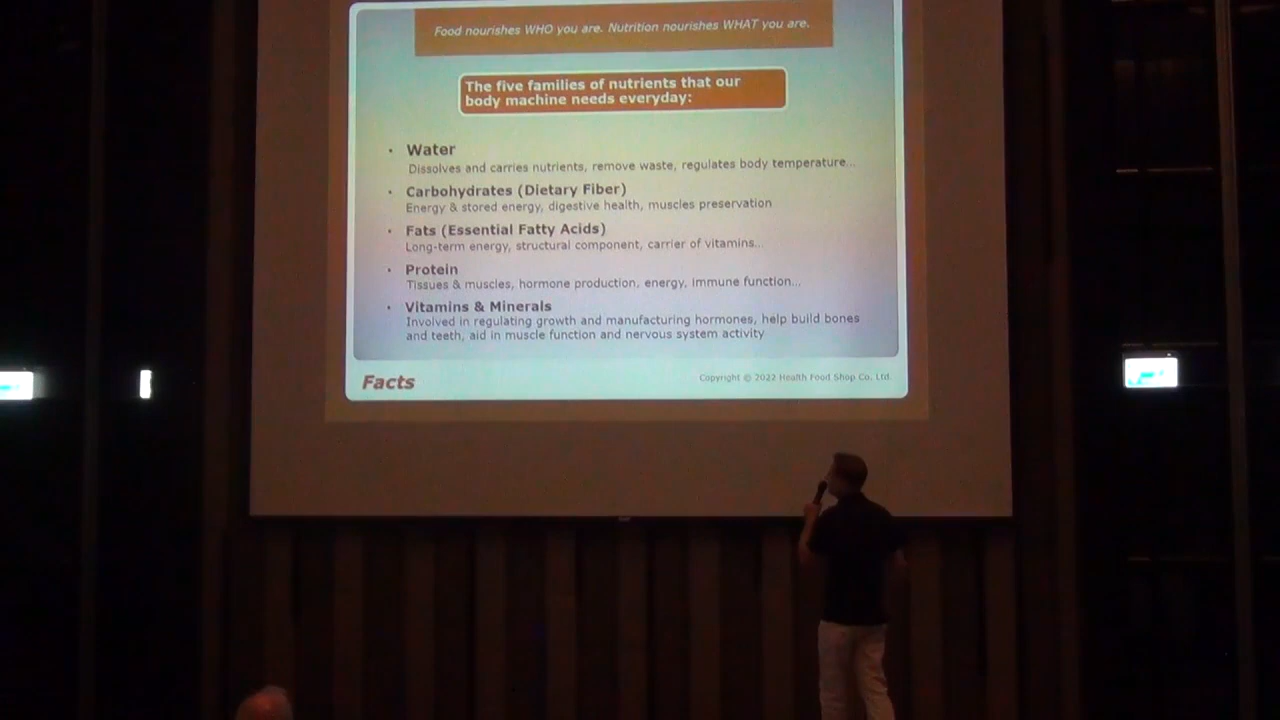 Food nourishes WHO you are. Nutrition nourishes WHAT you are.
The five families of nutrients that our
body machine needs everyday:
• Water
Dissolves and carries nutrients, remove waste, regulates body temperature...
• Carbohydrates (Dietary Fiber)
Energy & stored energy, digestive health, muscles preservation
• Fats (Essential Fatty Acids)
Long-term energy, structural component, carrier of vitamins...
• Protein
Tissues & muscles, hormone production, energy, immune function...
• Vitamins & Minerals
Involved in regulating growth and manufacturing hormones, help build bones
and teeth, aid in muscle function and nervous system activity
Facts
Copyright © 2022 Health Food Shop Co. Ltd.